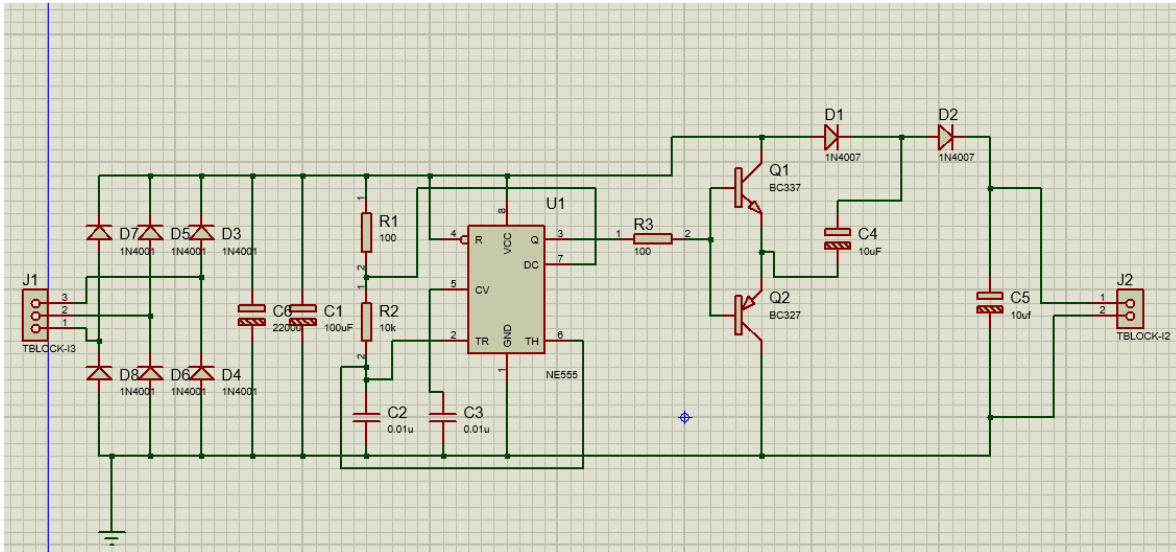 D1
1N4007
D2
1N4007
Q1
BC337
U1
R3
1
2
100
C4
10uF
1
R1
100
2
4
R
8
VCC
Q
3
DC
7
D7
1N4001
D5
1N4001
D3
1N4001
J1
3
2
1
TBLOCK-I3
C6
C1
100uF
1
R2
10k
2
5
CV
2
TR
GND
1
TH
6
NE555
Q2
BC327
C5
10uf
J2
1
2
TBLOCK-I2
D8
1N4001
D6
1N4001
D4
1N4001
C2
0.01u
C3
0.01u